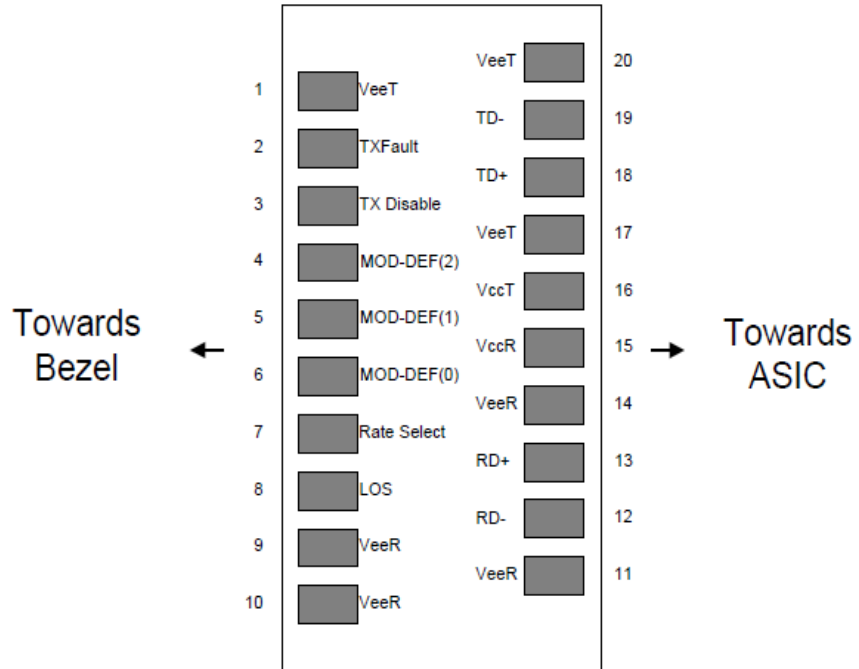 VeeT 20
1 VeeT
TD- 19
2 TXFault
TD+ 18
3 TX Disable
VeeT 17
4 MOD-DEF(2)
VccT 16
5 MOD-DEF(1)
Towards Bezel
VccR 15
Towards ASIC
6 MOD-DEF(0)
VeeR 14
7 Rate Select
RD+ 13
8 LOS
RD- 12
9 VeeR
VeeR 11
10 VeeR